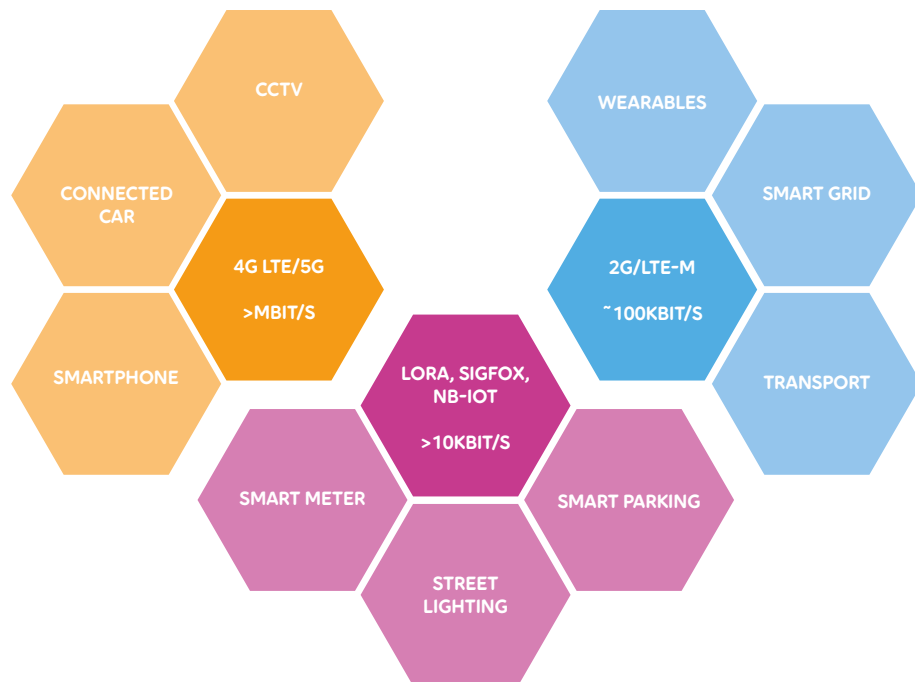 CCTV
CONNECTED
CAR
4G LTE/5G
>MBIT/S
SMARTPHONE
WEARABLES
SMART GRID
2G/LTE-M
~100KBIT/S
TRANSPORT
LORA, SIGFOX,
NB-IOT
>10KBIT/S
SMART METER
STREET
LIGHTING
SMART PARKING